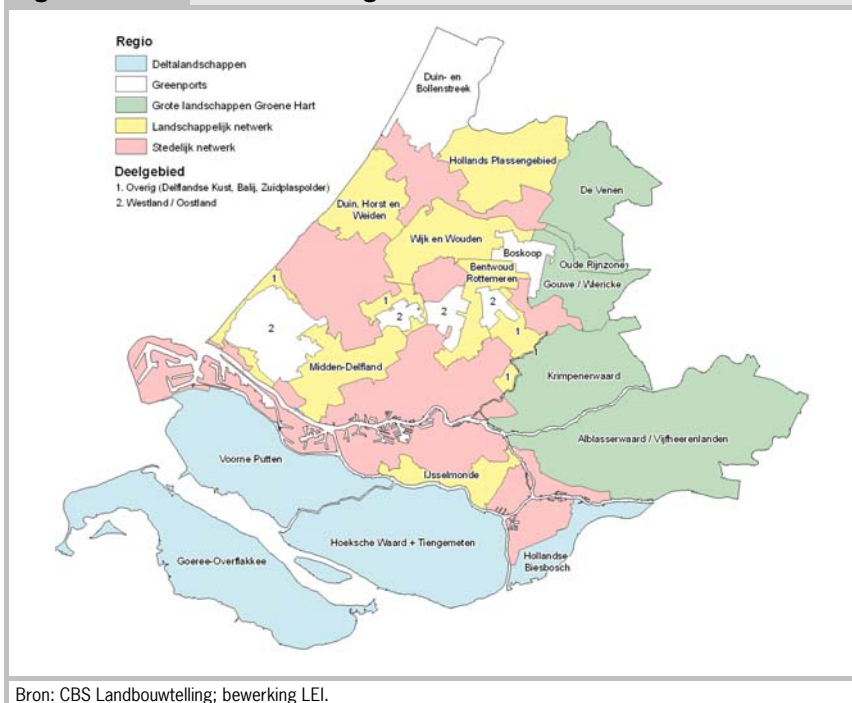 Regio
Deltalandschappen
Greenports
Grote landschappen Groene Hart
Landschappelijk netwerk
Stedelijk netwerk
Deelgebied
1. Overig (Delflandse Kust, Balij, Zuidplaspolder)
2. Westland / Oostland
Duin- en
Bollenstreek
Hollands Plassengebied
De Venen
Duin, Horst en
Weiden
Wijk en Wouden
Boskoop
Oude Rijnzone
Bentwoud
Rottemeren
Gouwe / Wiericke
1
2
1
2
2
2
1
1
1
Midden-Delfland
Krimpenerwaard
Alblasserwaard / Vijfheerenlanden
Voorne Putten
IJsselmonde
Hoeksche Waard + Tiengemeten
Goeree-Overflakkee
Hollandse
Biesbosch
Bron: CBS Landbouwtelling; bewerking LEI.